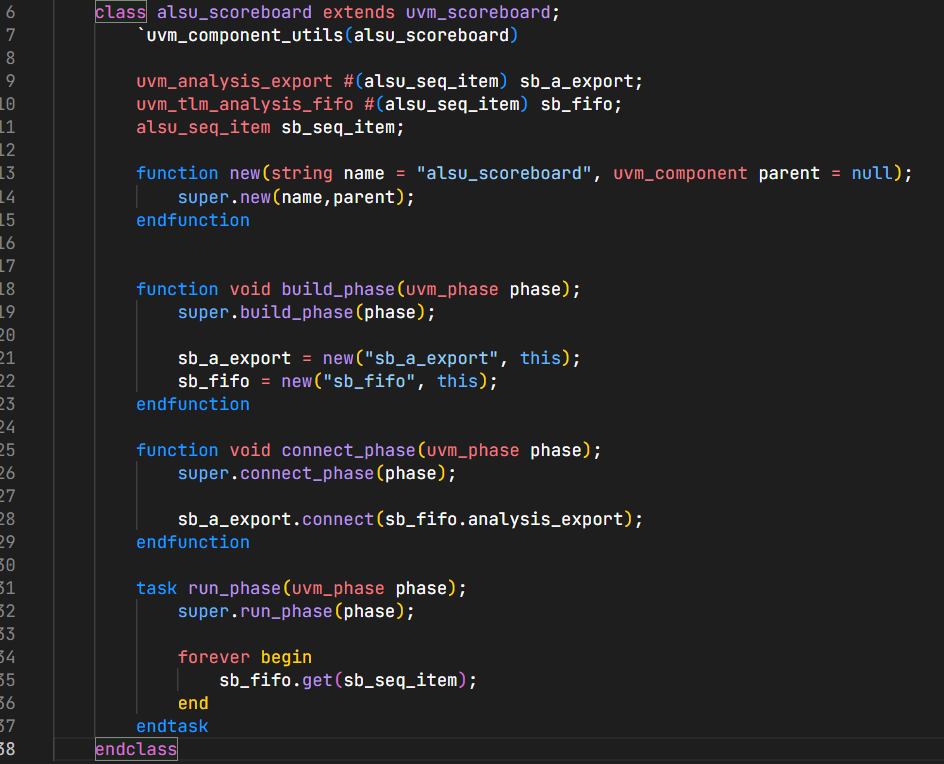 6 class alsu_scoreboard extends uvm_scoreboard;
7 `uvm_component_utils(alsu_scoreboard)
8
9 uvm_analysis_export #(alsu_seq_item) sb_a_export;
10 uvm_tlm_analysis_fifo #(alsu_seq_item) sb_fifo;
11 alsu_seq_item sb_seq_item;
12
13 function new(string name = "alsu_scoreboard", uvm_component parent = null);
14 super.new(name,parent);
15 endfunction
16
17
18 function void build_phase(uvm_phase phase);
19 super.build_phase(phase);
20
21 sb_a_export = new("sb_a_export", this);
22 sb_fifo = new("sb_fifo", this);
23 endfunction
24
25 function void connect_phase(uvm_phase phase);
26 super.connect_phase(phase);
27
28 sb_a_export.connect(sb_fifo.analysis_export);
29 endfunction
30
31 task run_phase(uvm_phase phase);
32 super.run_phase(phase);
33
34 forever begin
35 sb_fifo.get(sb_seq_item);
36 end
37 endtask
38 endclass